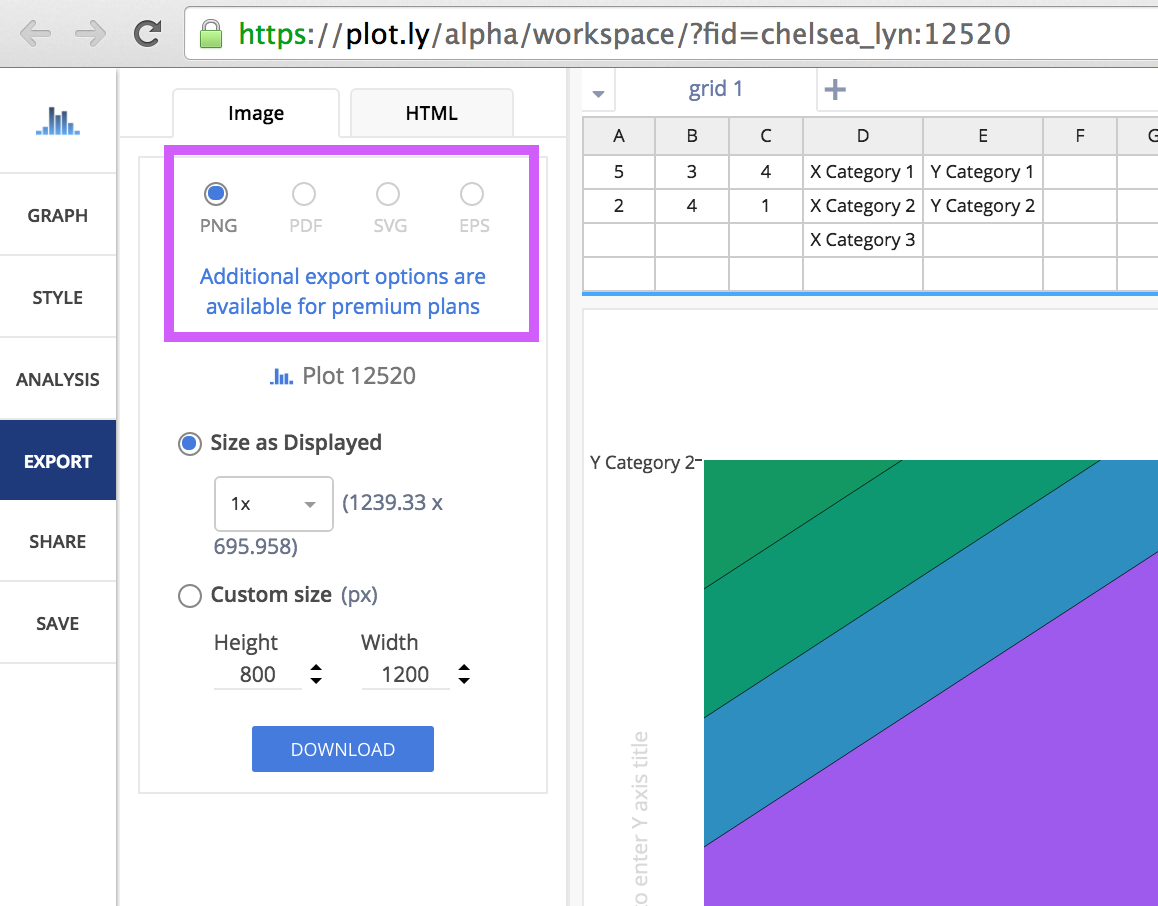 https://plot.ly/alpha/workspace/?fid=chelsea_lyn:12520
GRAPH
STYLE
ANALYSIS
EXPORT
SHARE
SAVE
Image HTML
PNG PDF SVG EPS
Additional export options are
available for premium plans
Plot 12520
Size as Displayed
1x (1239.33 x
695.958)
Custom size (px)
Height Width
800 1200
DOWNLOAD
grid 1 +
A B C D E F G
5 3 4 X Category 1 Y Category 1
2 4 1 X Category 2 Y Category 2
X Category 3
Y Category 2
to enter Y axis title